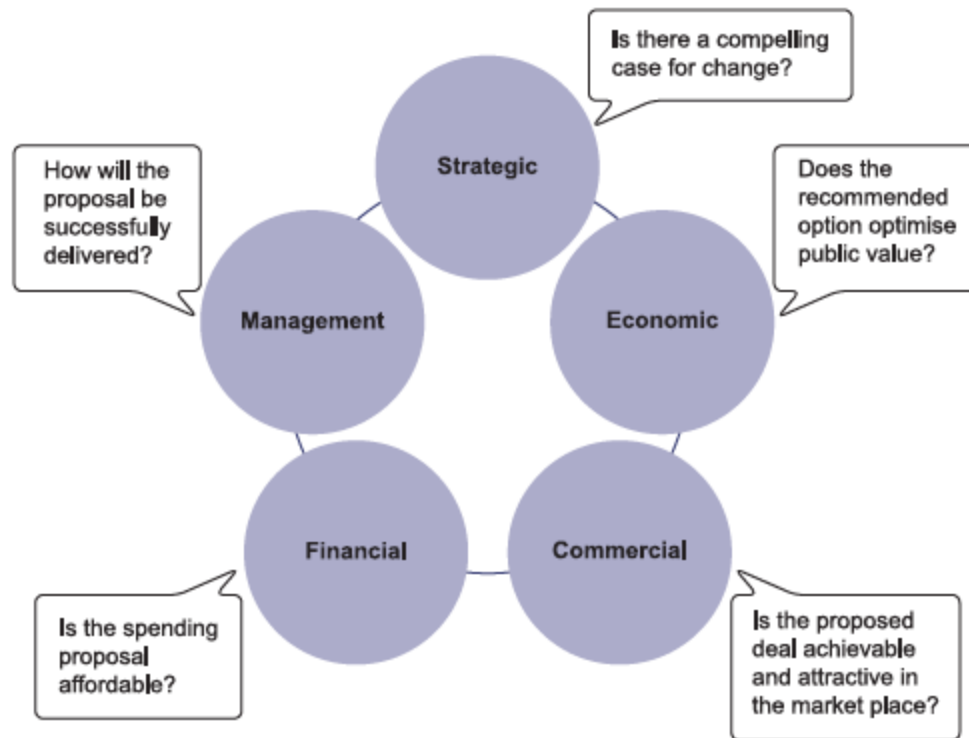 Is there a compelling
case for change?
Strategic
How will the
proposal be
successfully
delivered?
Does the
recommended
option optimise
public value?
Management
Economic
Financial
Commercial
Is the spending
proposal
affordable?
Is the proposed
deal achievable
and attractive in
the market place?